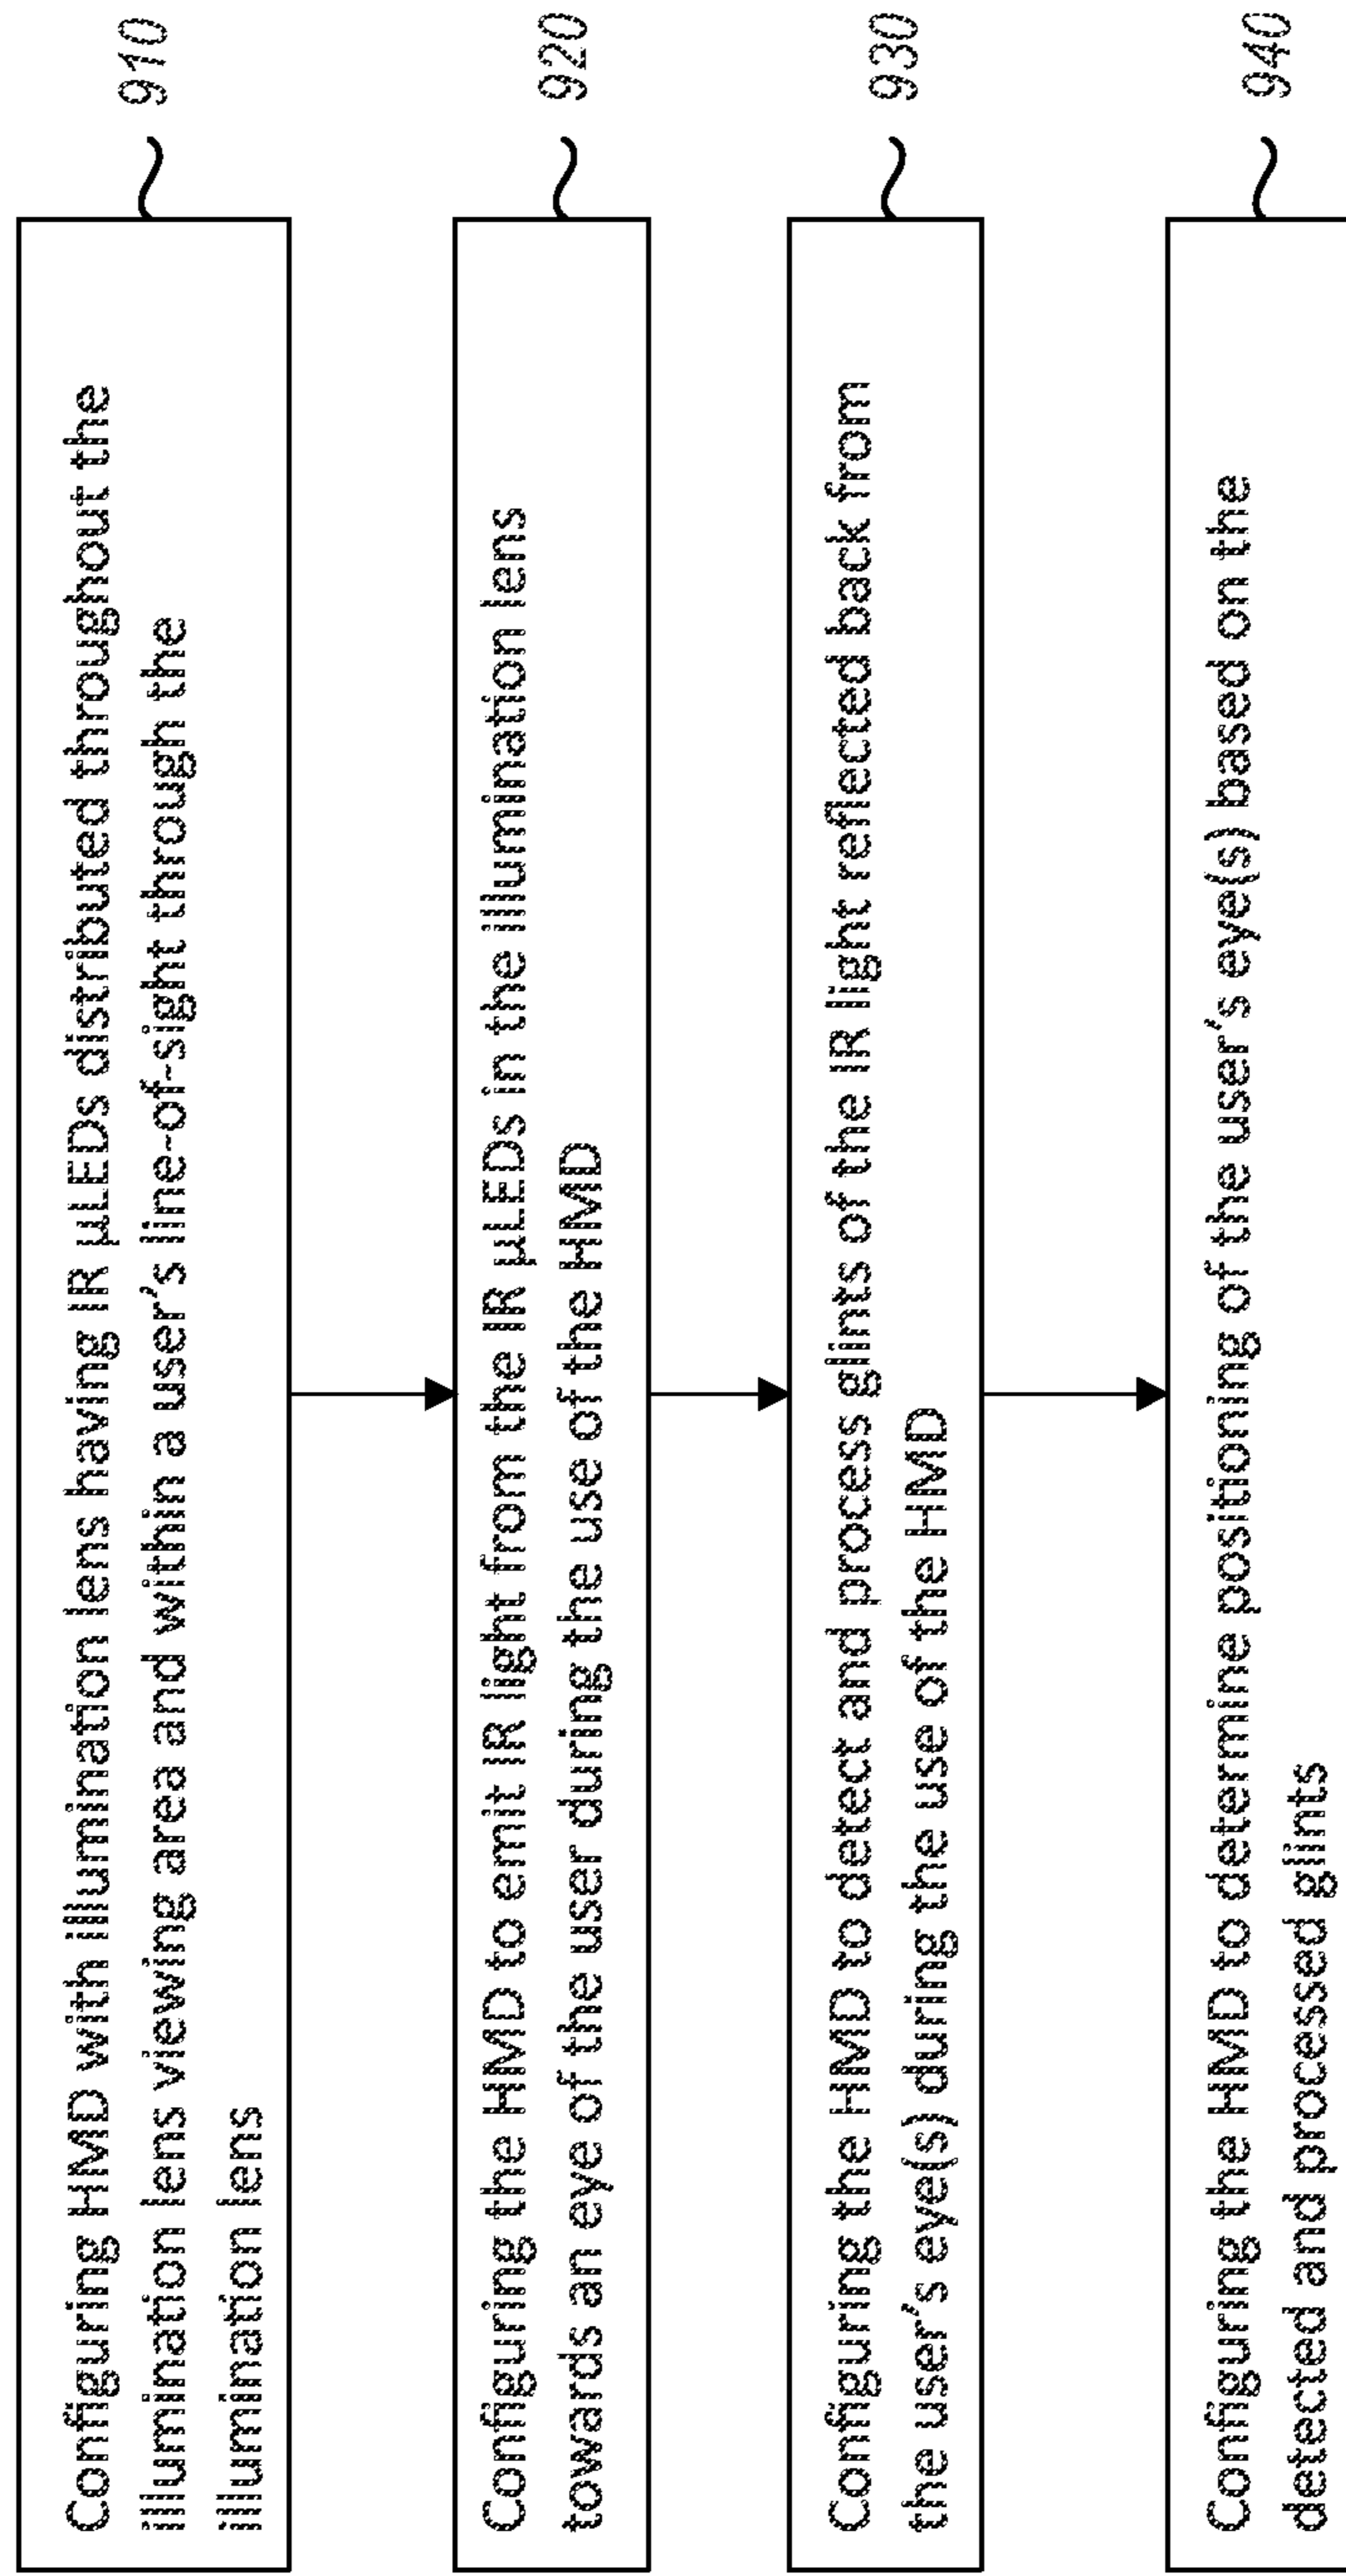 Configuring HMD with illumination lens having IR µLEDs distributed throughout the
illumination lens viewing area and within a user's line-of-sight through the
illumination lens
910
Configuring the HMD to emit IR light from the IR µLEDs in the illumination lens
towards an eye of the user during the use of the HMD
920
Configuring the HMD to detect and process glints of the IR light reflected back from
the user's eye(s) during the use of the HMD
930
Configuring the HMD to determine positioning of the user's eye(s) based on the
detected and processed glints
940